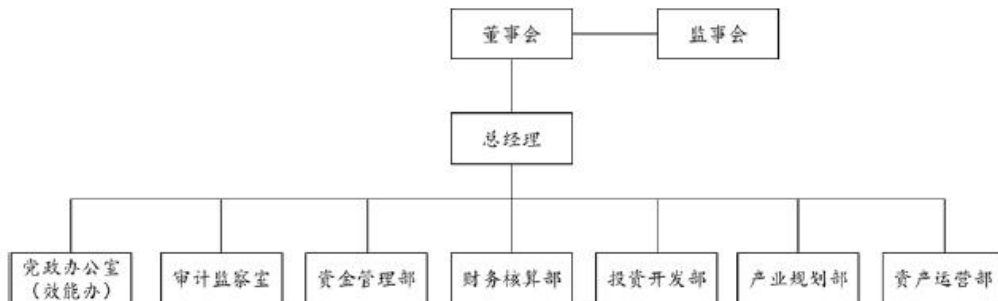 董事会
监事会
总经理
党政办公室
（效能办）
审计监察室
资金管理部
财务核算部
投资开发部
产业规划部
资产运营部